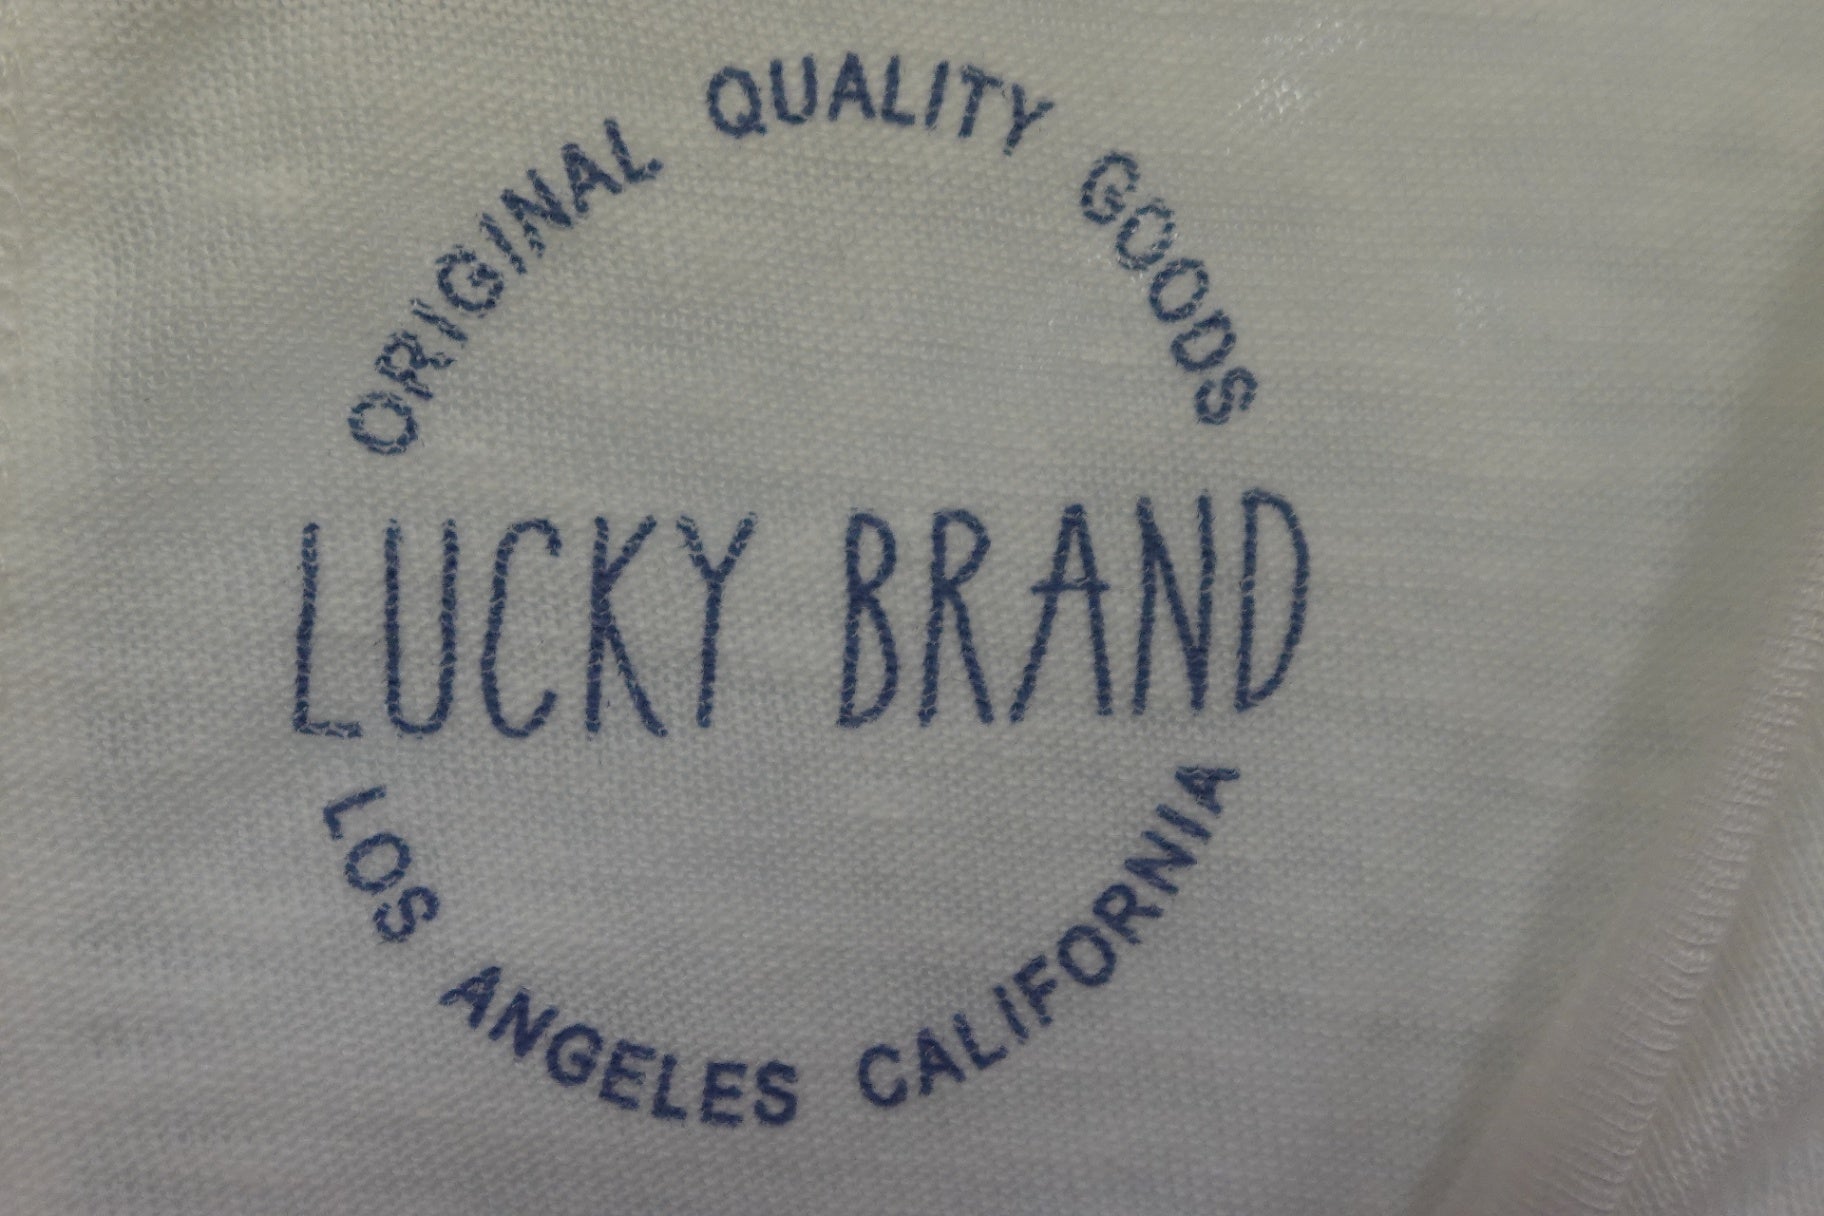 ORIGINAL QUALITY GOODS
LUCKY BRAND
LOS ANGELES CALIFORNIA